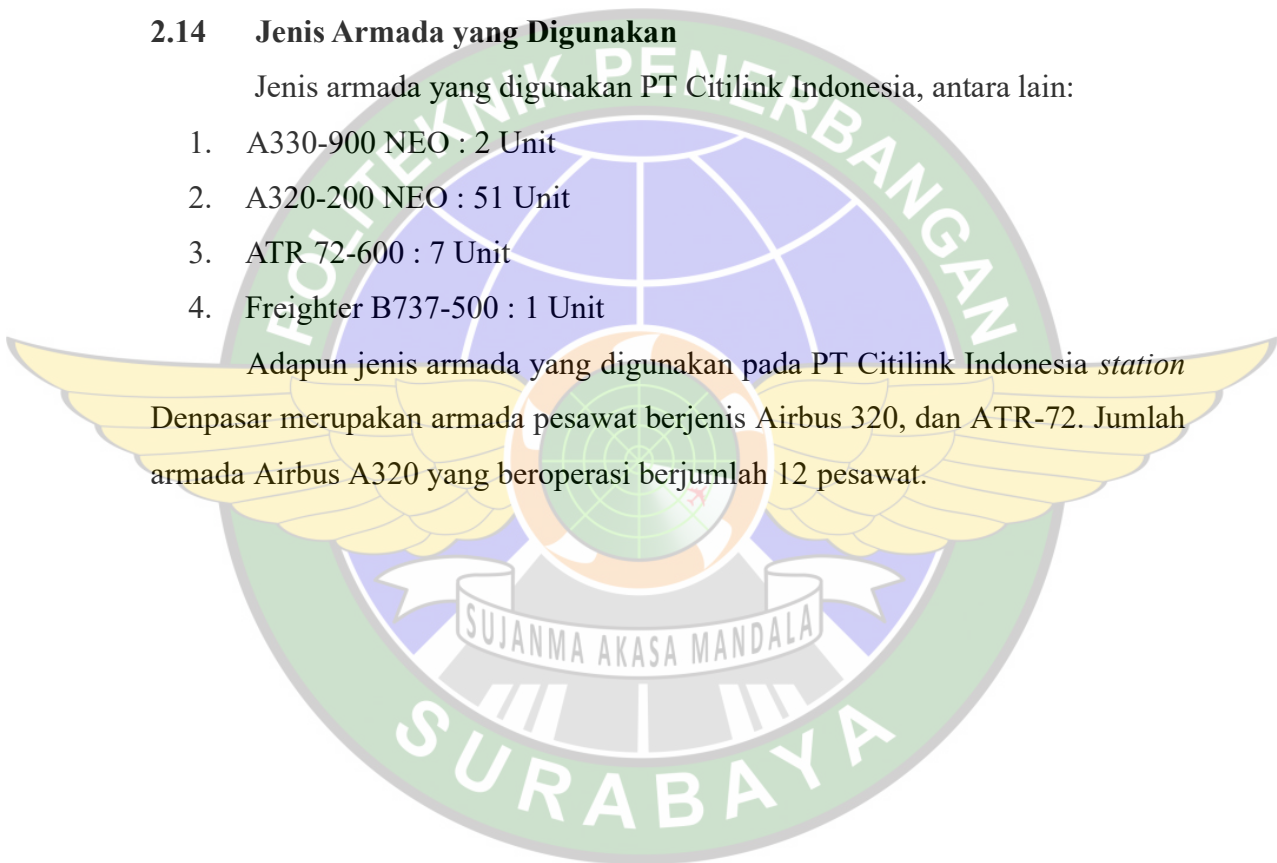 2.14 Jenis Armada yang Digunakan
Jenis armada yang digunakan PT Citilink Indonesia, antara lain:
1. A330-900 NEO : 2 Unit
2. A320-200 NEO : 51 Unit
3. ATR 72-600 : 7 Unit
4. Freighter B737-500 : 1 Unit
Adapun jenis armada yang digunakan pada PT Citilink Indonesia station
Denpasar merupakan armada pesawat berjenis Airbus 320, dan ATR-72. Jumlah
armada Airbus A320 yang beroperasi berjumlah 12 pesawat.
POLITEKNIK PENERBANGAN
SUJANMA AKASA MANDALA
SURABAYA